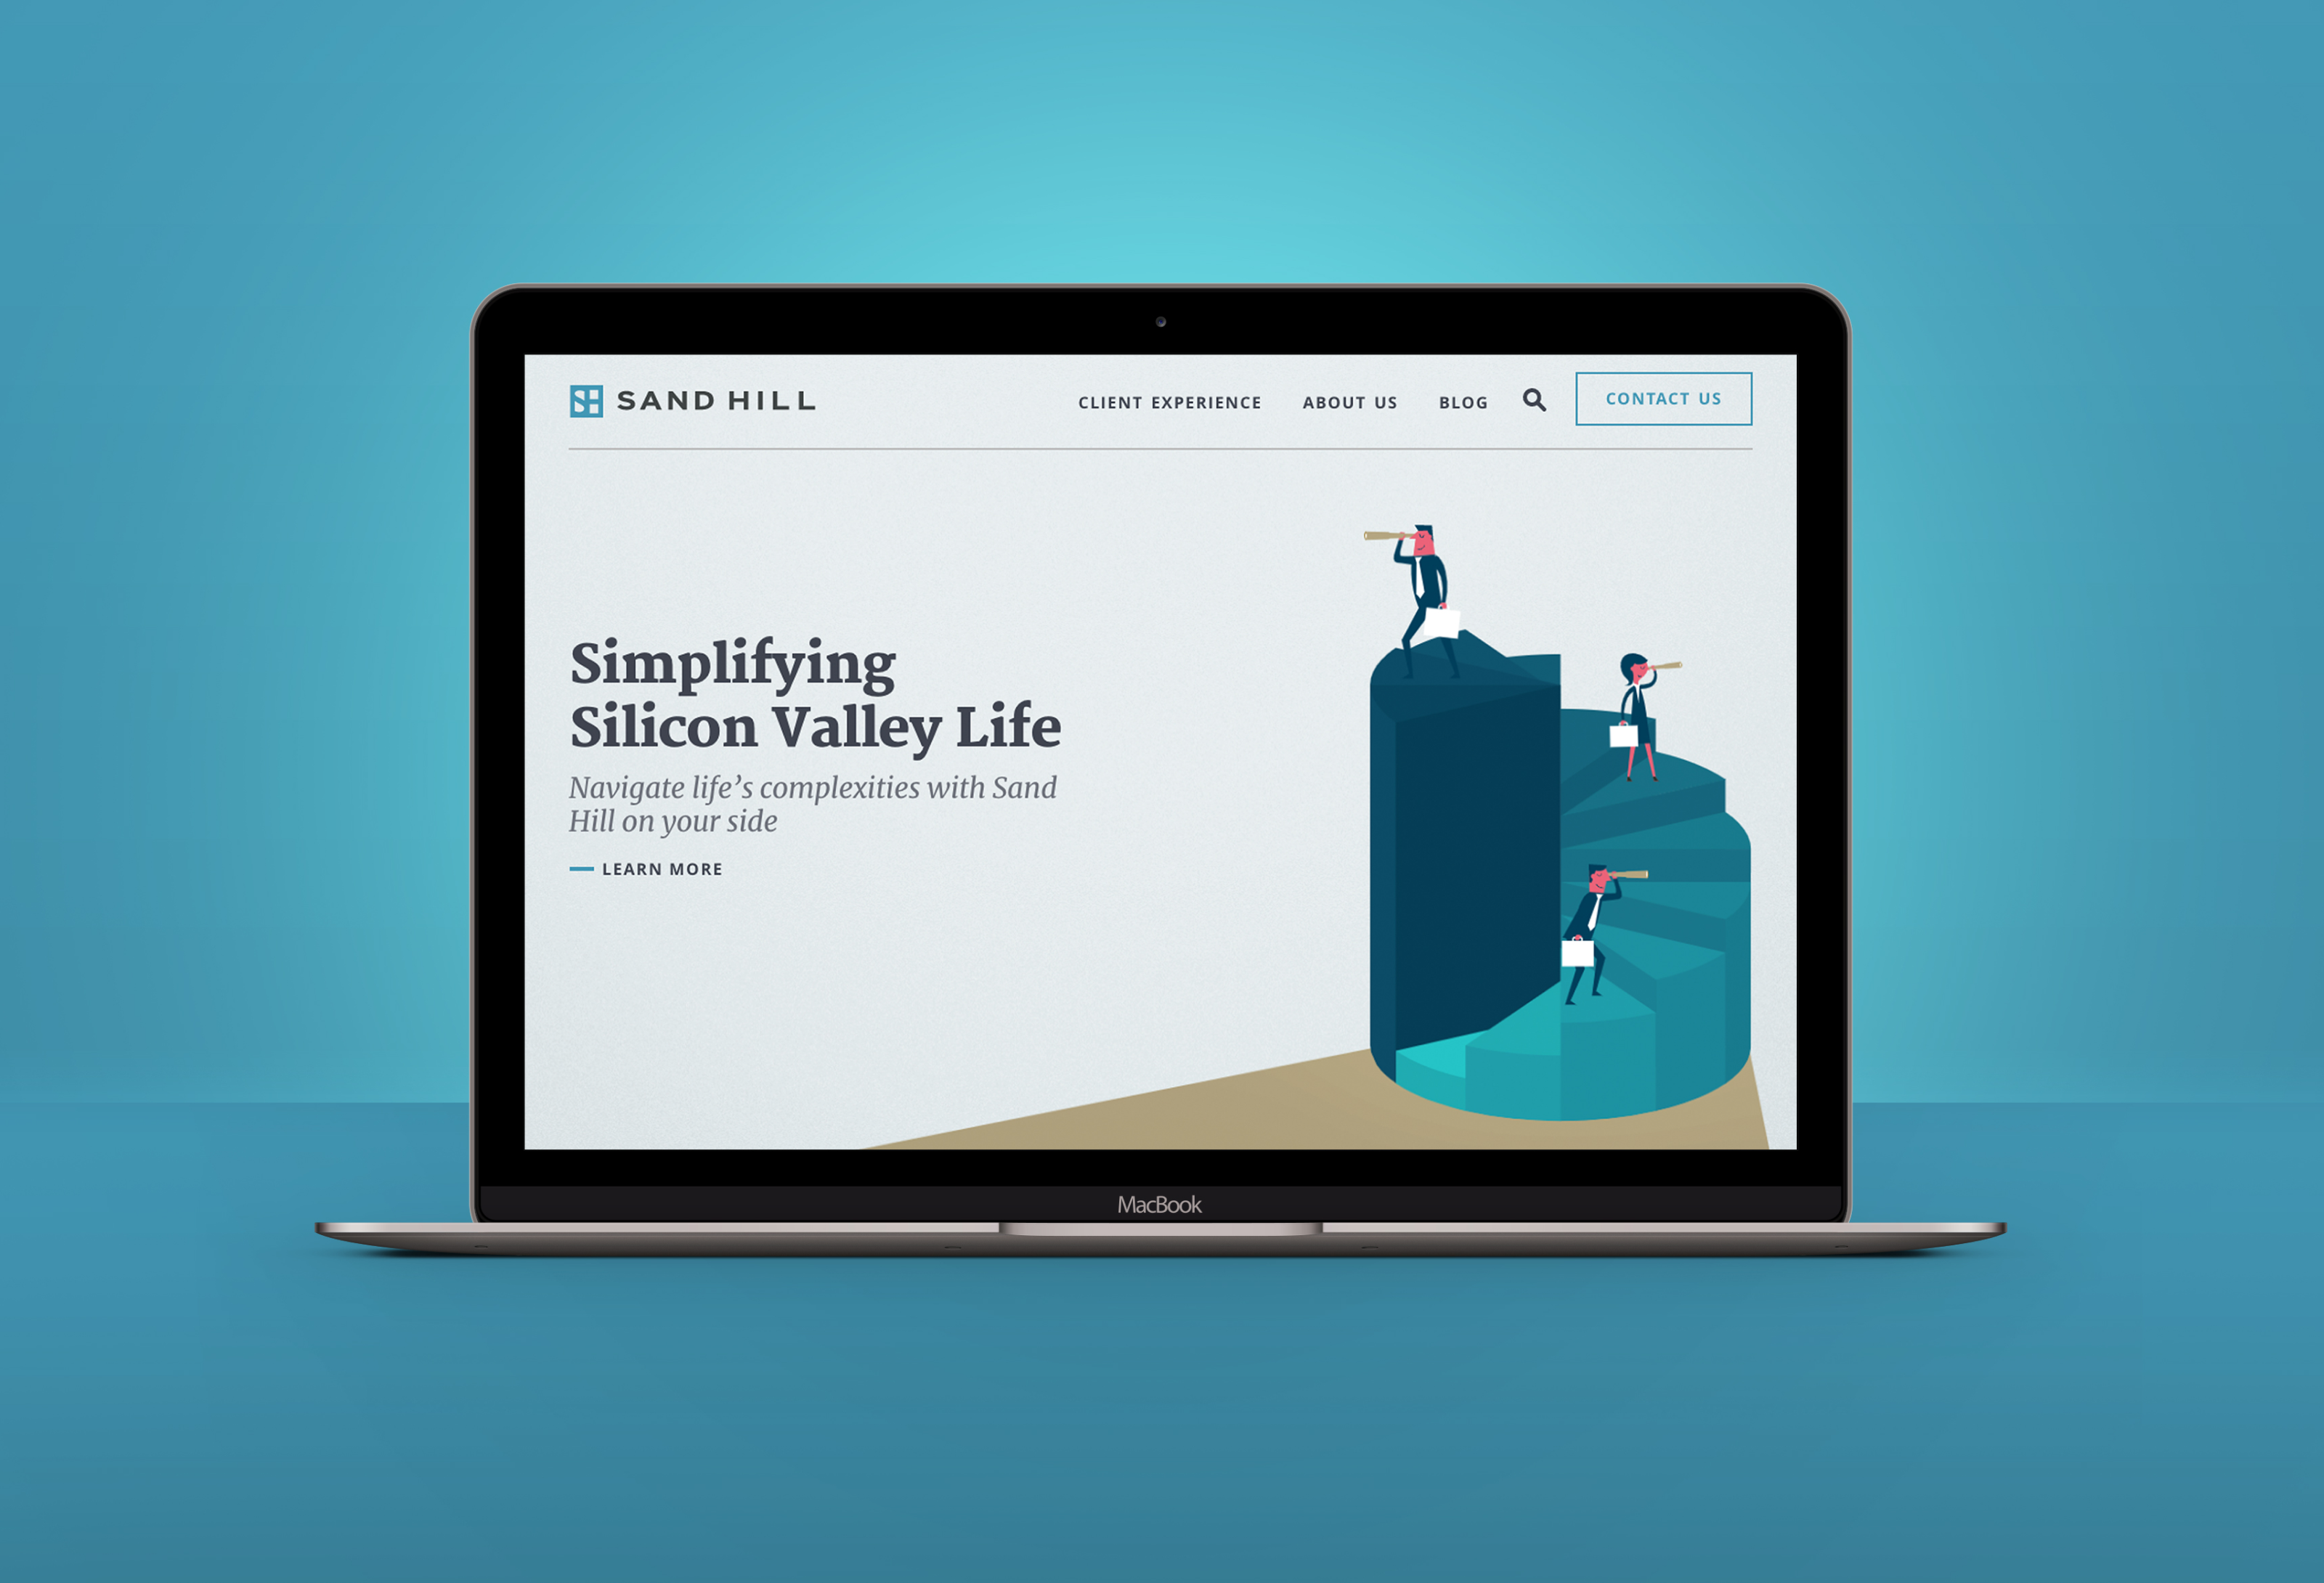 SAND HILL
CLIENT EXPERIENCE ABOUT US BLOG CONTACT US
Simplifying
Silicon Valley Life
Navigate life’s complexities with Sand
Hill on your side
LEARN MORE
MacBook